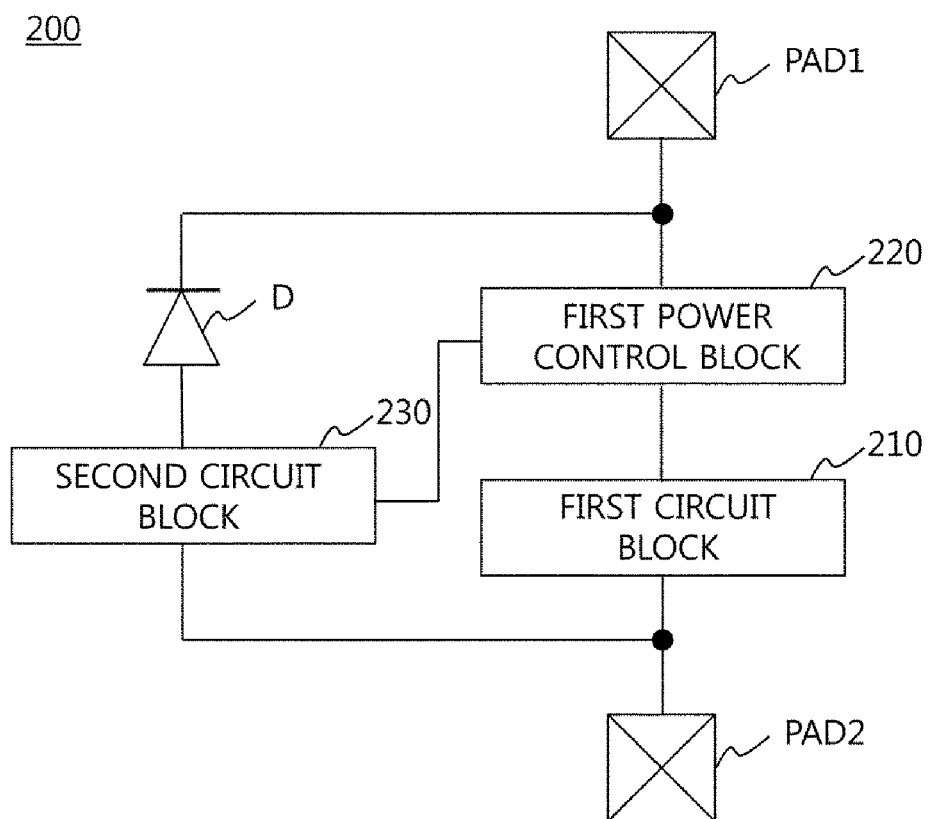 200
PAD1
220
FIRST POWER
CONTROL BLOCK
D
230
SECOND CIRCUIT
BLOCK
210
FIRST CIRCUIT
BLOCK
PAD2